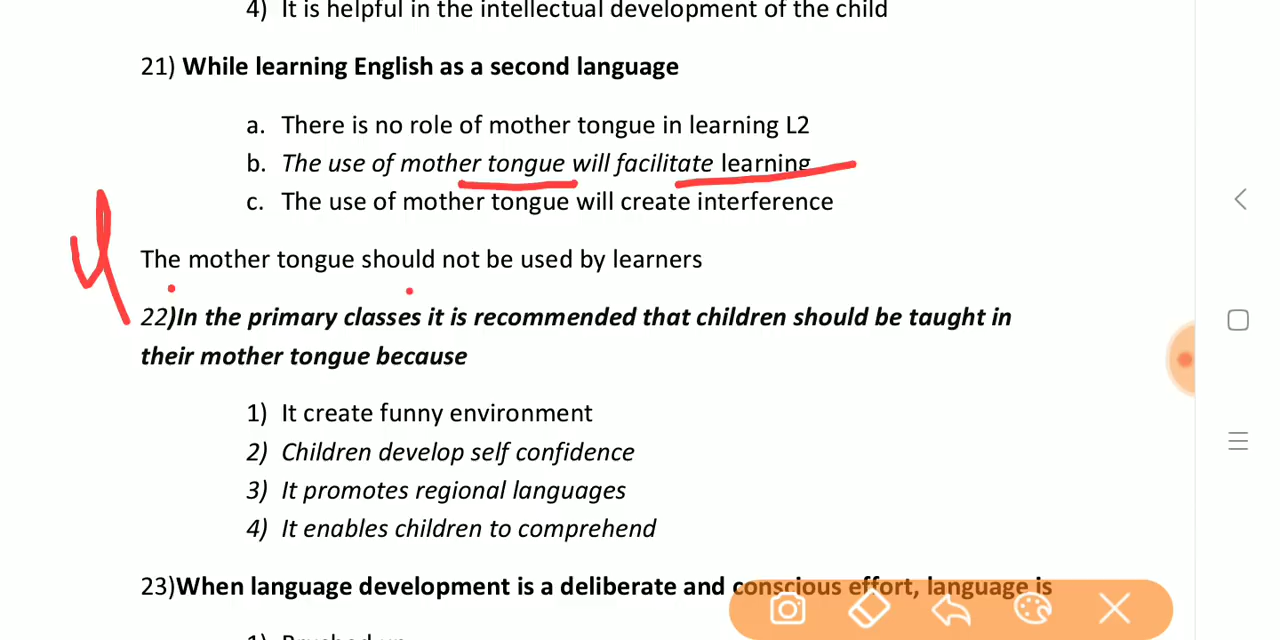 4) It is helpful in the intellectual development of the child
21) While learning English as a second language
a. There is no role of mother tongue in learning L2
b. The use of mother tongue will facilitate learning
c. The use of mother tongue will create interference
The mother tongue should not be used by learners
22)In the primary classes it is recommended that children should be taught in
their mother tongue because
1) It create funny environment
2) Children develop self confidence
3) It promotes regional languages
4) It enables children to comprehend
23)When language development is a deliberate and conscious effort, language is
1) Brushed up